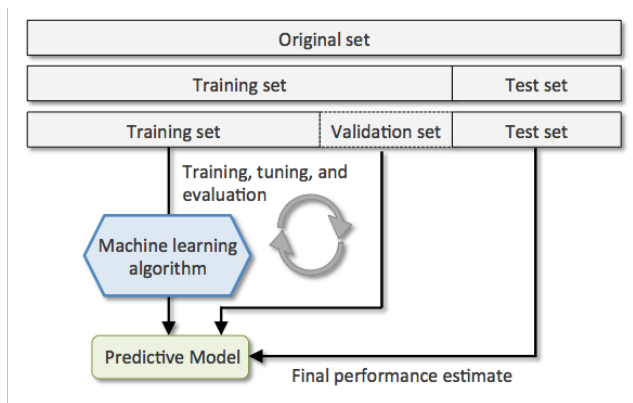 Original set
Training set
Test set
Training set
Validation set
Test set
Training, tuning, and
evaluation
Machine learning
algorithm
Predictive Model
Final performance estimate